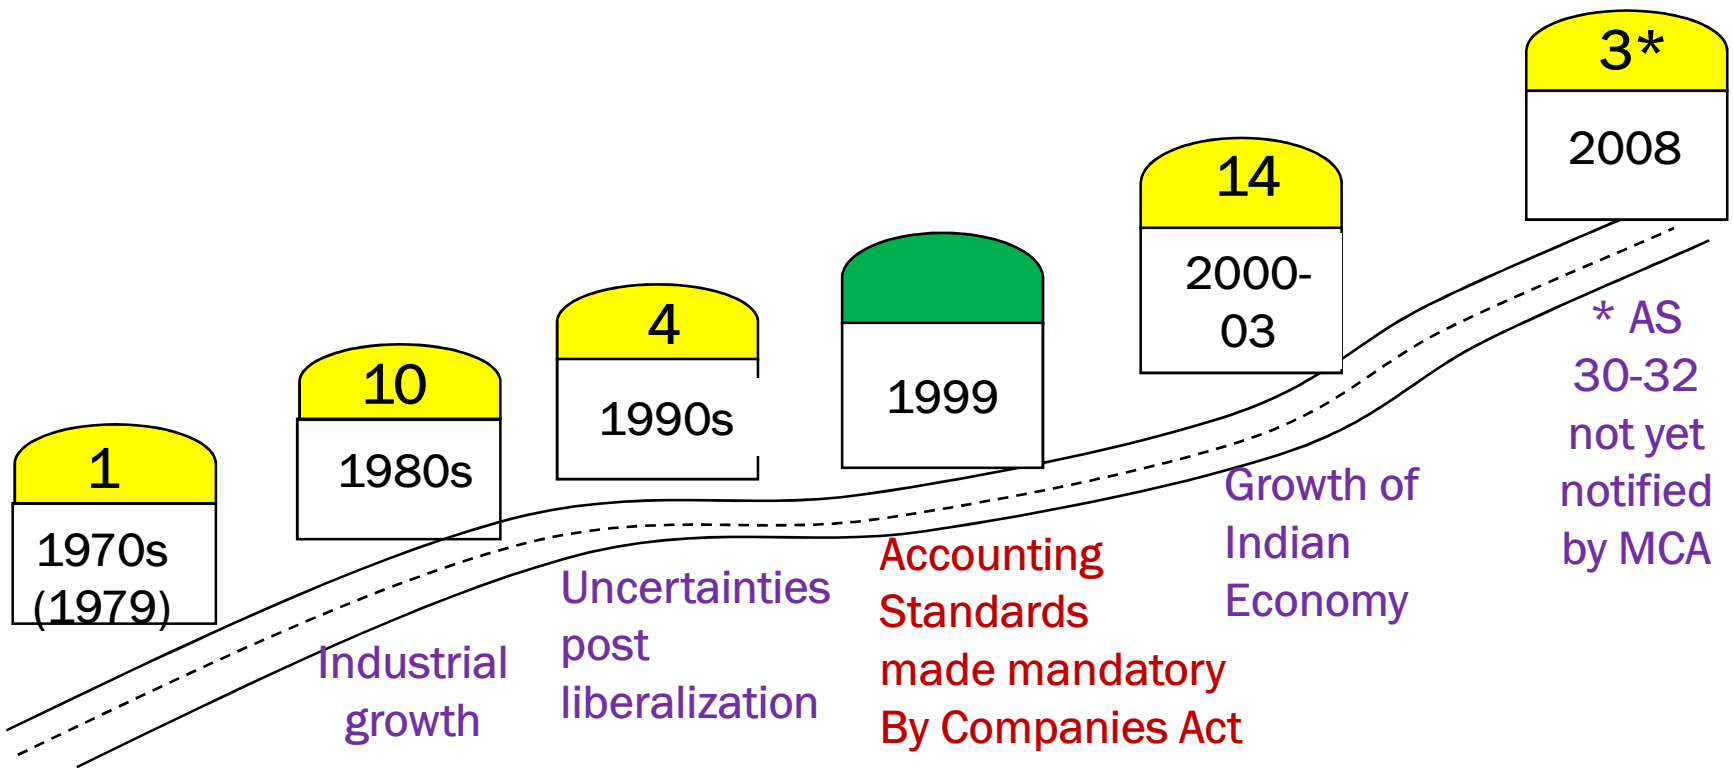 1
1970s
(1979)
10
1980s
Industrial
growth
4
1990s
Uncertainties
post
liberalization
1999
Accounting
Standards
made mandatory
By Companies Act
14
2000-
03
Growth of
Indian
Economy
3*
2008
* AS
30-32
not yet
notified
by MCA